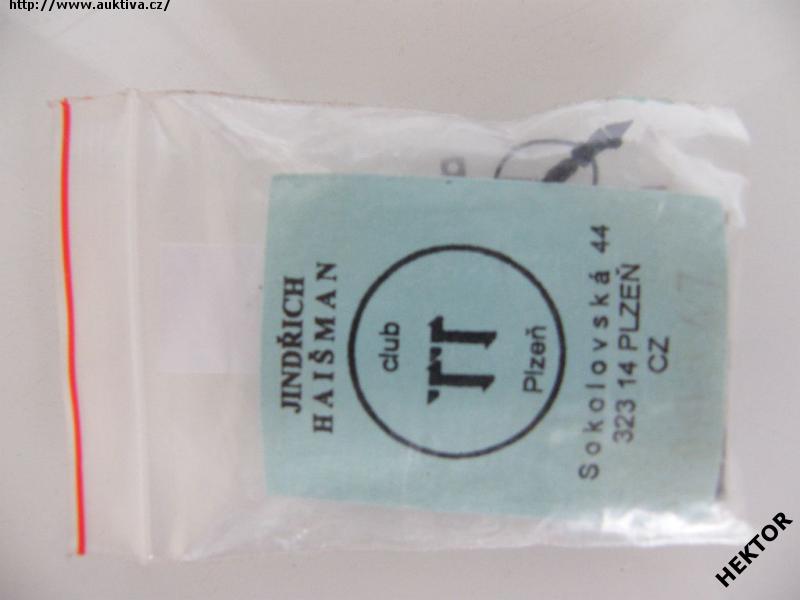 http://www.auktiva.cz/
JINDŘICH
HAIŠMAN
club
TT
Plzeň
Sokolovská 44
323 14 PLZEŇ
CZ
HEKTOR